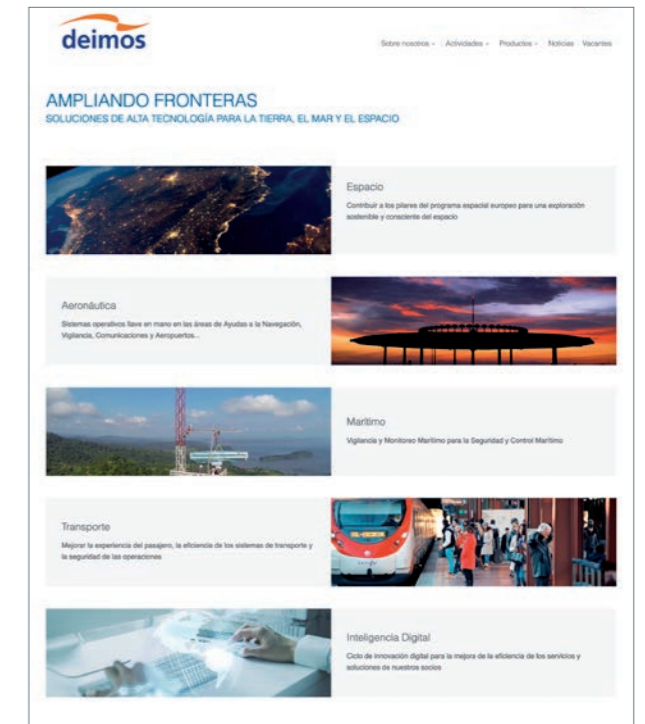 deimos
Sobre nosotros Actividades Productos Noticias Vacantes
AMPLIANDO FRONTERAS
SOLUCIONES DE ALTA TECNOLOGÍA PARA LA TIERRA, EL MAR Y EL ESPACIO
Espacio
Contribuir a los pilares del programa espacial europeo para una exploración
sostenible y consciente del espacio
Aeronáutica
Sistemas operativos llave en mano en las áreas de Ayudas a la Navegación,
Vigilancia, Comunicaciones y Aeropuertos...
Marítimo
Vigilancia y Monitoreo Marítimo para la Seguridad y Control Marítimo
Transporte
Mejorar la experiencia del pasajero, la eficiencia de los sistemas de transporte y
la seguridad de las operaciones
Inteligencia Digital
Ciclo de innovación digital para la mejora de la eficiencia de los servicios y
soluciones de nuestros socios